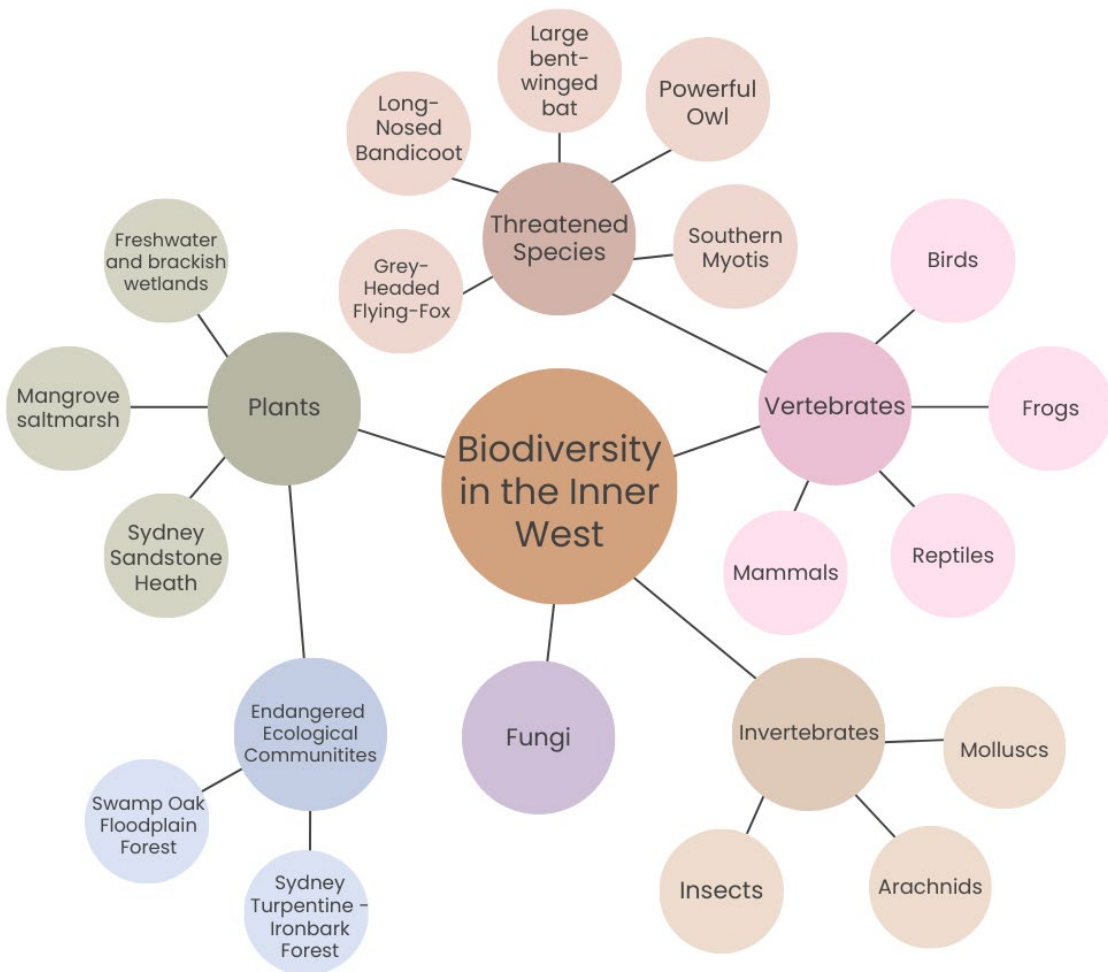 Large
bent-
winged
bat
Powerful
Owl
Long-
Nosed
Bandicoot
Threatened
Species
Southern
Myotis
Grey-
Headed
Flying-Fox
Freshwater
and brackish
wetlands
Birds
Mangrove
saltmarsh
Plants
Vertebrates
Frogs
Biodiversity
in the Inner
West
Sydney
Sandstone
Heath
Mammals
Reptiles
Endangered
Ecological
Communitites
Fungi
Invertebrates
Molluscs
Swamp Oak
Floodplain
Forest
Sydney
Turpentine -
Ironbark
Forest
Insects
Arachnids